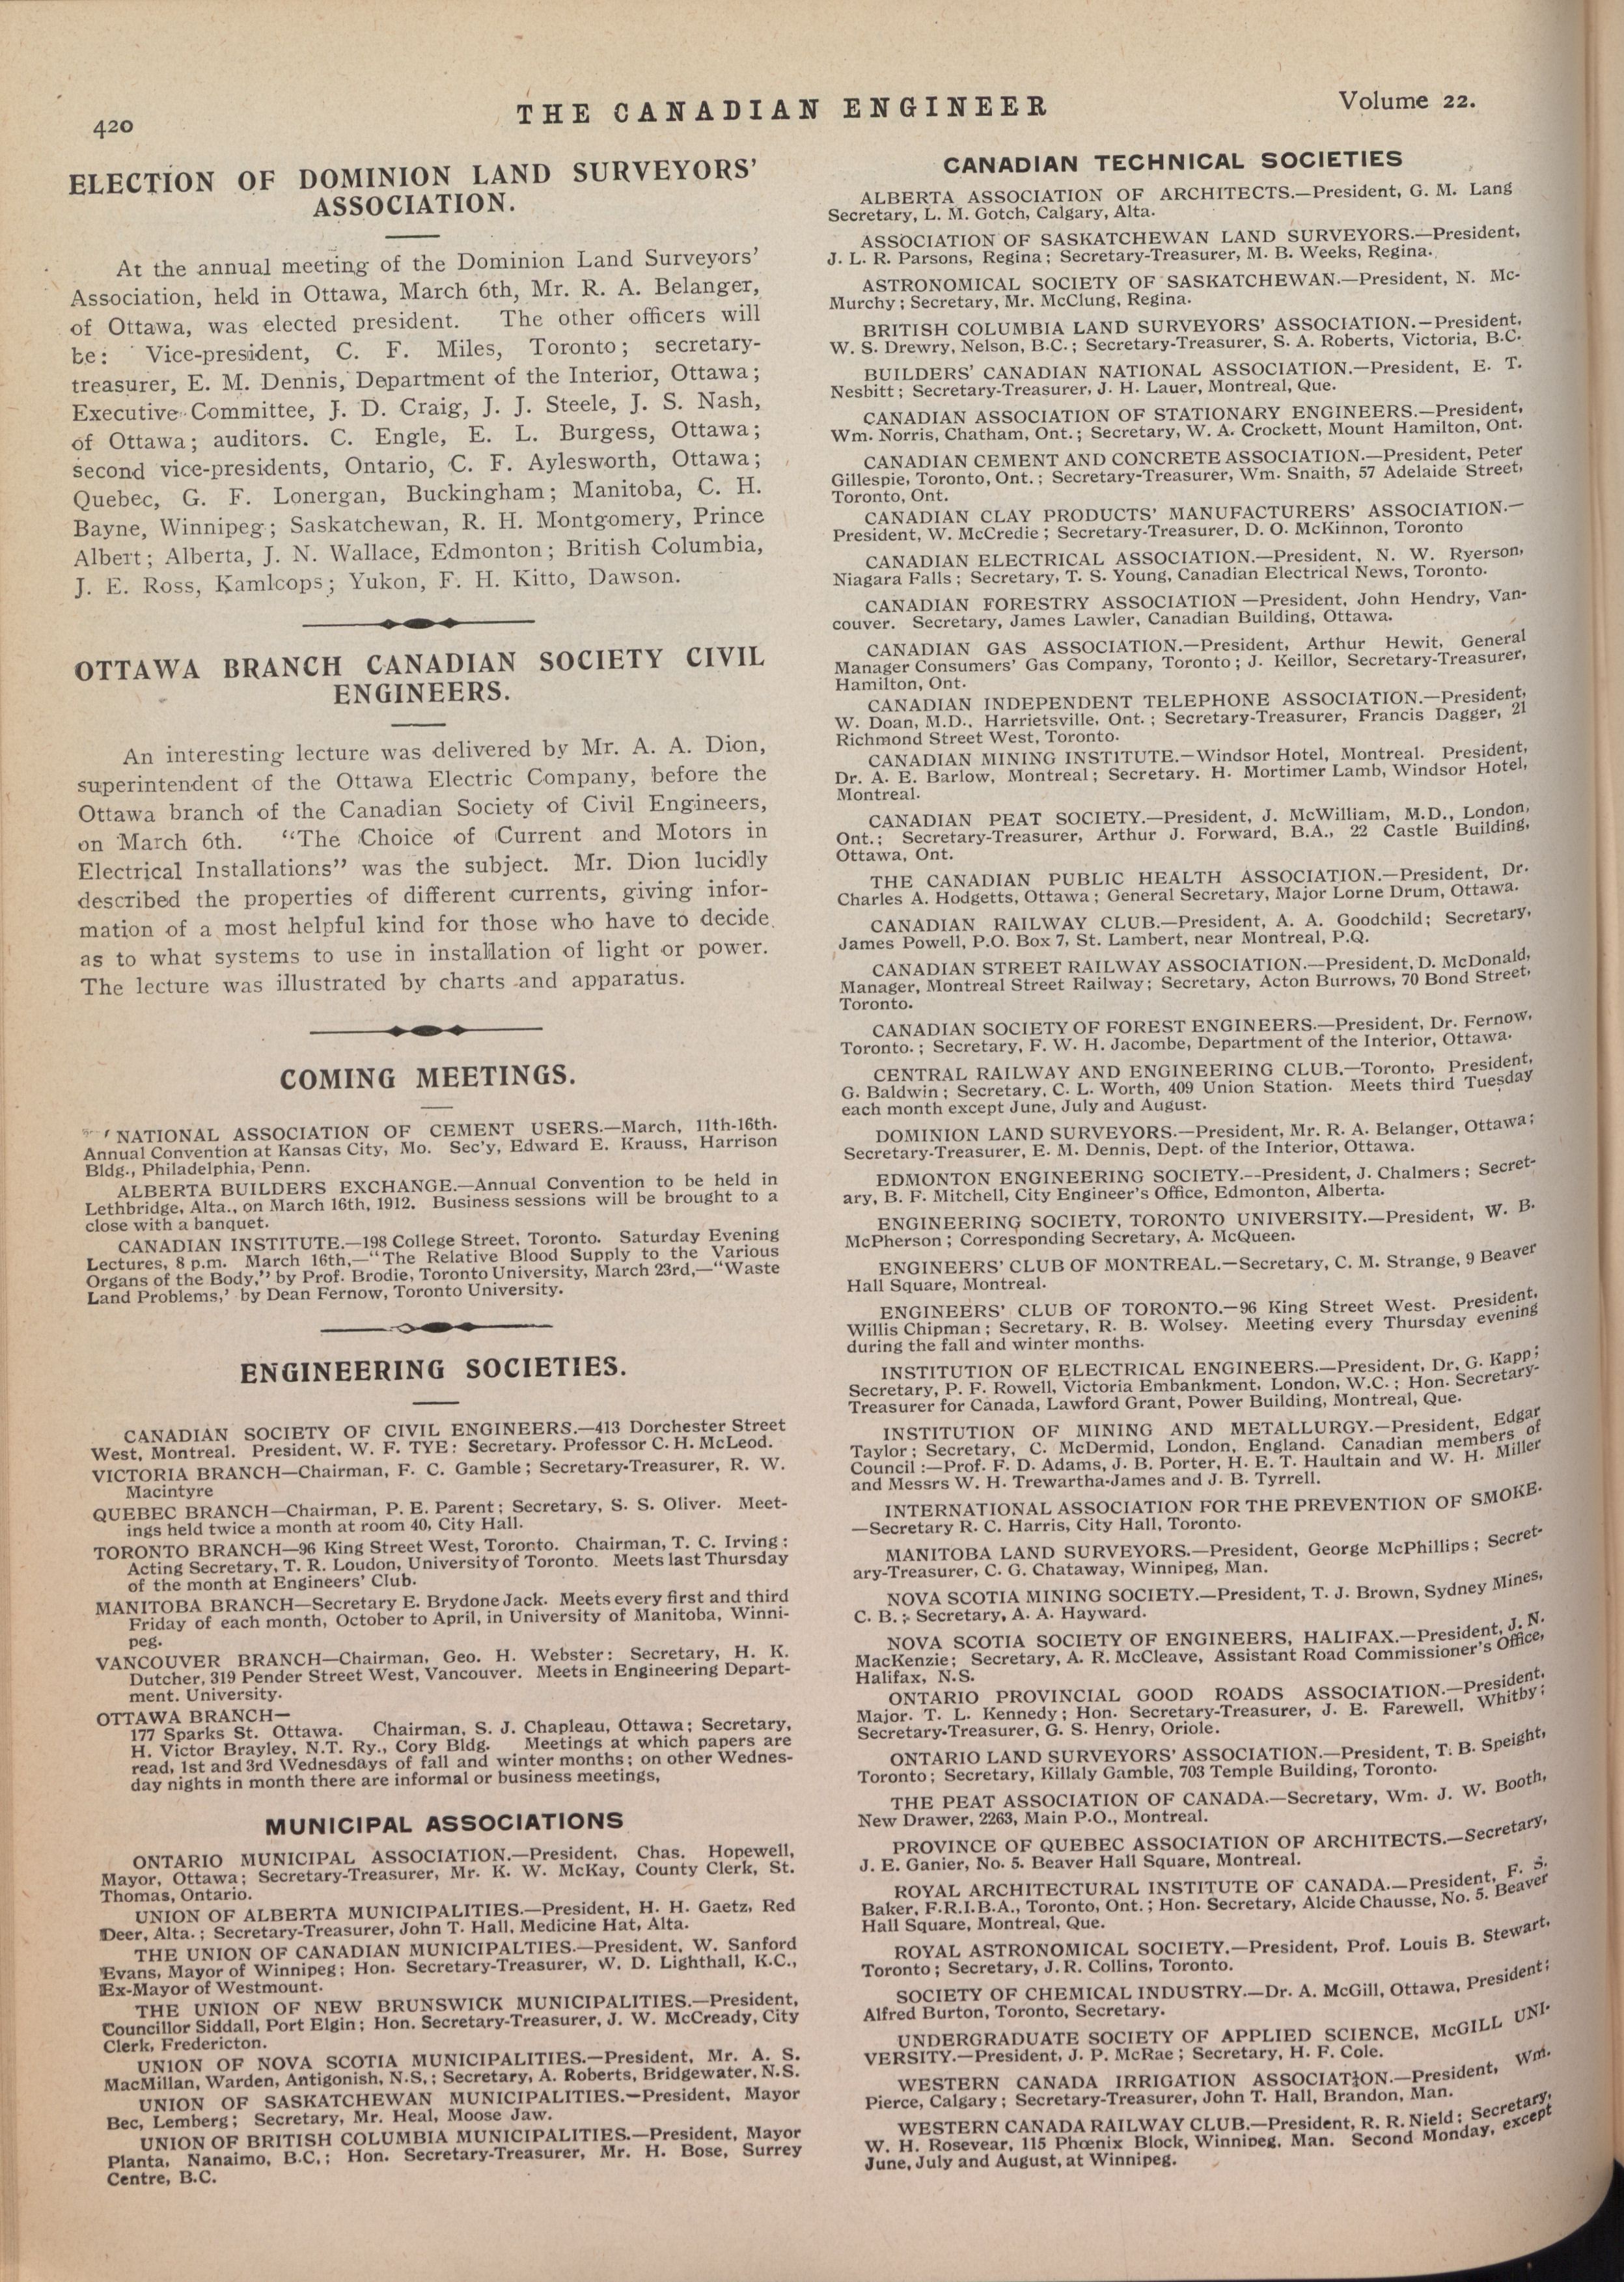 420
THE CANADIAN ENGINEER
Volume 22.
ELECTION OF DOMINION LAND SURVEYORS'
ASSOCIATION.
At the annual meeting of the Dominion Land Surveyors'
Association, held in Ottawa, March 6th, Mr. R. A. Belanger,
of Ottawa, was elected president. The other officers will
be: Vice-president, C. F. Miles, Toronto; secretary-
treasurer, E. M. Dennis, Department of the Interior, Ottawa;
Executive Committee, J. D. Craig, J. J. Steele, J. S. Nash,
of Ottawa; auditors. C. Engle, E. L. Burgess, Ottawa;
second vice-presidents, Ontario, C. F. Aylesworth, Ottawa;
Quebec, G. F. Lonergan, Buckingham; Manitoba, C. H.
Bayne, Winnipeg; Saskatchewan, R. H. Montgomery, Prince
Albert; Alberta, J. N. Wallace, Edmonton; British Columbia,
J. E. Ross, Kamlcops; Yukon, F. H. Kitto, Dawson.
OTTAWA BRANCH CANADIAN SOCIETY CIVIL
ENGINEERS.
An interesting lecture was delivered by Mr. A. A. Dion,
superintendent of the Ottawa Electric Company, before the
Ottawa branch of the Canadian Society of Civil Engineers,
on March 6th. "The Choice of Current and Motors in
Electrical Installations" was the subject. Mr. Dion lucidly
described the properties of different currents, giving infor-
mation of a most helpful kind for those who have to decide
as to what systems to use in installation of light or power.
The lecture was illustrated by charts and apparatus.
COMING MEETINGS.
NATIONAL ASSOCIATION OF CEMENT USERS.—March, 11th-16th.
Annual Convention at Kansas City, Mo. Sec'y, Edward E. Krauss, Harrison
Bldg., Philadelphia, Penn.
ALBERTA BUILDERS EXCHANGE.—Annual Convention to be held in
Lethbridge, Alta., on March 16th, 1912. Business sessions will be brought to a
close with a banquet.
CANADIAN INSTITUTE.—198 College Street, Toronto. Saturday Evening
Lectures, 8 p.m. March 16th,—"The Relative Blood Supply to the Various
Organs of the Body," by Prof. Brodie, Toronto University, March 23rd,—"Waste
Land Problems,' by Dean Fernow, Toronto University.
ENGINEERING SOCIETIES.
CANADIAN SOCIETY OF CIVIL ENGINEERS.—413 Dorchester Street
West, Montreal. President, W. F. TYE: Secretary. Professor C. H. McLeod.
VICTORIA BRANCH—Chairman, F. C. Gamble; Secretary-Treasurer, R. W.
Macintyre
QUEBEC BRANCH—Chairman, P. E. Parent; Secretary, S. S. Oliver. Meet-
ings held twice a month at room 40, City Hall.
TORONTO BRANCH—96 King Street West, Toronto. Chairman, T. C. Irving;
Acting Secretary, T. R. Loudon, University of Toronto. Meets last Thursday
of the month at Engineers' Club.
MANITOBA BRANCH—Secretary E. Brydone Jack. Meets every first and third
Friday of each month, October to April, in University of Manitoba, Winni-
peg.
VANCOUVER BRANCH—Chairman, Geo. H. Webster: Secretary, H. K.
Dutcher, 319 Pender Street West, Vancouver. Meets in Engineering Depart-
ment. University.
OTTAWA BRANCH—
177 Sparks St. Ottawa. Chairman, S. J. Chapleau, Ottawa; Secretary,
H. Victor Brayley, N.T. Ry., Cory Bldg. Meetings at which papers are
read, 1st and 3rd Wednesdays of fall and winter months; on other Wednes-
day nights in month there are informal or business meetings,
MUNICIPAL ASSOCIATIONS
ONTARIO MUNICIPAL ASSOCIATION.—President, Chas. Hopewell,
Mayor, Ottawa; Secretary-Treasurer, Mr. K. W. McKay, County Clerk, St.
Thomas, Ontario.
UNION OF ALBERTA MUNICIPALITIES.—President, H. H. Gaetz, Red
Deer, Alta.; Secretary-Treasurer, John T. Hall, Medicine Hat, Alta.
THE UNION OF CANADIAN MUNICIPALTIES.—President, W. Sanford
Evans, Mayor of Winnipeg; Hon. Secretary-Treasurer, W. D. Lighthall, K.C.,
Ex-Mayor of Westmount.
THE UNION OF NEW BRUNSWICK MUNICIPALITIES.—President,
Councillor Siddall, Port Elgin; Hon. Secretary-Treasurer, J. W. McCready, City
Clerk, Fredericton.
UNION OF NOVA SCOTIA MUNICIPALITIES.—President, Mr. A. S.
MacMillan, Warden, Antigonish, N.S.; Secretary, A. Roberts, Bridgewater, N.S.
UNION OF SASKATCHEWAN MUNICIPALITIES.—President, Mayor
Bec, Lemberg; Secretary, Mr. Heal, Moose Jaw.
UNION OF BRITISH COLUMBIA MUNICIPALITIES.—President, Mayor
Planta, Nanaimo, B.C.; Hon. Secretary-Treasurer, Mr. H. Bose, Surrey
Centre, B.C.
CANADIAN TECHNICAL SOCIETIES
ALBERTA ASSOCIATION OF ARCHITECTS.—President, G. M. Lang
Secretary, L. M. Gotch, Calgary, Alta.
ASSOCIATION OF SASKATCHEWAN LAND SURVEYORS.—President,
J. L. R. Parsons, Regina; Secretary-Treasurer, M. B. Weeks, Regina.
ASTRONOMICAL SOCIETY OF SASKATCHEWAN.—President, N. Mc-
Murchy; Secretary, Mr. McClung, Regina.
BRITISH COLUMBIA LAND SURVEYORS' ASSOCIATION.—President,
W. S. Drewry, Nelson, B.C.; Secretary-Treasurer, S. A. Roberts, Victoria, B.C.
BUILDERS' CANADIAN NATIONAL ASSOCIATION.—President, E. T.
Nesbitt; Secretary-Treasurer, J. H. Lauer, Montreal, Que.
CANADIAN ASSOCIATION OF STATIONARY ENGINEERS.—President,
Wm. Norris, Chatham, Ont.; Secretary, W. A. Crockett, Mount Hamilton, Ont.
CANADIAN CEMENT AND CONCRETE ASSOCIATION.—President, Peter
Gillespie, Toronto, Ont.; Secretary-Treasurer, Wm. Snaith, 57 Adelaide Street,
Toronto, Ont.
CANADIAN CLAY PRODUCTS' MANUFACTURERS' ASSOCIATION.—
President, W. McCredie; Secretary-Treasurer, D. O. McKinnon, Toronto
CANADIAN ELECTRICAL ASSOCIATION.—President, N. W. Ryerson,
Niagara Falls; Secretary, T. S. Young, Canadian Electrical News, Toronto.
CANADIAN FORESTRY ASSOCIATION—President, John Hendry, Van-
couver. Secretary, James Lawler, Canadian Building, Ottawa.
CANADIAN GAS ASSOCIATION.—President, Arthur Hewit, General
Manager Consumers' Gas Company, Toronto; J. Keillor, Secretary-Treasurer,
Hamilton, Ont.
CANADIAN INDEPENDENT TELEPHONE ASSOCIATION.—President,
W. Doan, M.D., Harrietsville, Ont.; Secretary-Treasurer, Francis Dagger, 21
Richmond Street West, Toronto.
CANADIAN MINING INSTITUTE.—Windsor Hotel, Montreal. President,
Dr. A. E. Barlow, Montreal; Secretary. H. Mortimer Lamb, Windsor Hotel,
Montreal.
CANADIAN PEAT SOCIETY.—President, J. McWilliam, M.D., London,
Ont.; Secretary-Treasurer, Arthur J. Forward, B.A., 22 Castle Building,
Ottawa, Ont.
THE CANADIAN PUBLIC HEALTH ASSOCIATION.—President, Dr.
Charles A. Hodgetts, Ottawa; General Secretary, Major Lorne Drum, Ottawa.
CANADIAN RAILWAY CLUB.—President, A. A. Goodchild; Secretary,
James Powell, P.O. Box 7, St. Lambert, near Montreal, P.Q.
CANADIAN STREET RAILWAY ASSOCIATION.—President, D. McDonald,
Manager, Montreal Street Railway; Secretary, Acton Burrows, 70 Bond Street,
Toronto.
CANADIAN SOCIETY OF FOREST ENGINEERS.—President, Dr. Fernow,
Toronto.; Secretary, F. W. H. Jacombe, Department of the Interior, Ottawa.
CENTRAL RAILWAY AND ENGINEERING CLUB.—Toronto, President,
G. Baldwin; Secretary, C. L. Worth, 409 Union Station. Meets third Tuesday
each month except June, July and August.
DOMINION LAND SURVEYORS.—President, Mr. R. A. Belanger, Ottawa;
Secretary-Treasurer, E. M. Dennis, Dept. of the Interior, Ottawa.
EDMONTON ENGINEERING SOCIETY.--President, J. Chalmers; Secret-
ary, B. F. Mitchell, City Engineer's Office, Edmonton, Alberta.
ENGINEERING SOCIETY, TORONTO UNIVERSITY.—President, W. B.
McPherson; Corresponding Secretary, A. McQueen.
ENGINEERS' CLUB OF MONTREAL.—Secretary, C. M. Strange, 9 Beaver
Hall Square, Montreal.
ENGINEERS' CLUB OF TORONTO.—96 King Street West. President,
Willis Chipman; Secretary, R. B. Wolsey. Meeting every Thursday evening
during the fall and winter months.
INSTITUTION OF ELECTRICAL ENGINEERS.—President, Dr. G. Kapp;
Secretary, P. F. Rowell, Victoria Embankment, London, W.C.; Hon. Secretary-
Treasurer for Canada, Lawford Grant, Power Building, Montreal, Que.
INSTITUTION OF MINING AND METALLURGY.—President, Edgar
Taylor; Secretary, C. McDermid, London, England. Canadian members of
Council:—Prof. F. D. Adams, J. B. Porter, H. E. T. Haultain and W. H. Miller
and Messrs W. H. Trewartha-James and J. B. Tyrrell.
INTERNATIONAL ASSOCIATION FOR THE PREVENTION OF SMOKE.
—Secretary R. C. Harris, City Hall, Toronto.
MANITOBA LAND SURVEYORS.—President, George McPhillips; Secret-
ary-Treasurer, C. G. Chataway, Winnipeg, Man.
NOVA SCOTIA MINING SOCIETY.—President, T. J. Brown, Sydney Mines,
C. B.; Secretary, A. A. Hayward.
NOVA SCOTIA SOCIETY OF ENGINEERS, HALIFAX.—President, J. N.
MacKenzie; Secretary, A. R. McCleave, Assistant Road Commissioner's Office,
Halifax, N.S.
ONTARIO PROVINCIAL GOOD ROADS ASSOCIATION.—President,
Major. T. L. Kennedy; Hon. Secretary-Treasurer, J. E. Farewell, Whitby;
Secretary-Treasurer, G. S. Henry, Oriole.
ONTARIO LAND SURVEYORS' ASSOCIATION.—President, T. B. Speight,
Toronto; Secretary, Killaly Gamble, 703 Temple Building, Toronto.
THE PEAT ASSOCIATION OF CANADA.—Secretary, Wm. J. W. Booth,
New Drawer, 2263, Main P.O., Montreal.
PROVINCE OF QUEBEC ASSOCIATION OF ARCHITECTS.—Secretary,
J. E. Ganier, No. 5. Beaver Hall Square, Montreal.
ROYAL ARCHITECTURAL INSTITUTE OF CANADA.—President, F. S.
Baker, F.R.I.B.A., Toronto, Ont.; Hon. Secretary, Alcide Chausse, No. 5. Beaver
Hall Square, Montreal, Que.
ROYAL ASTRONOMICAL SOCIETY.—President, Prof. Louis B. Stewart,
Toronto; Secretary, J. R. Collins, Toronto.
SOCIETY OF CHEMICAL INDUSTRY.—Dr. A. McGill, Ottawa, President;
Alfred Burton, Toronto, Secretary.
UNDERGRADUATE SOCIETY OF APPLIED SCIENCE, McGILL UNI-
VERSITY.—President, J. P. McRae; Secretary, H. F. Cole.
WESTERN CANADA IRRIGATION ASSOCIATION.—President, Wm.
Pierce, Calgary; Secretary-Treasurer, John T. Hall, Brandon, Man.
WESTERN CANADA RAILWAY CLUB.—President, R. R. Nield; Secretary,
W. H. Rosevear, 115 Phœnix Block, Winnipeg, Man. Second Monday, except
June, July and August, at Winnipeg.